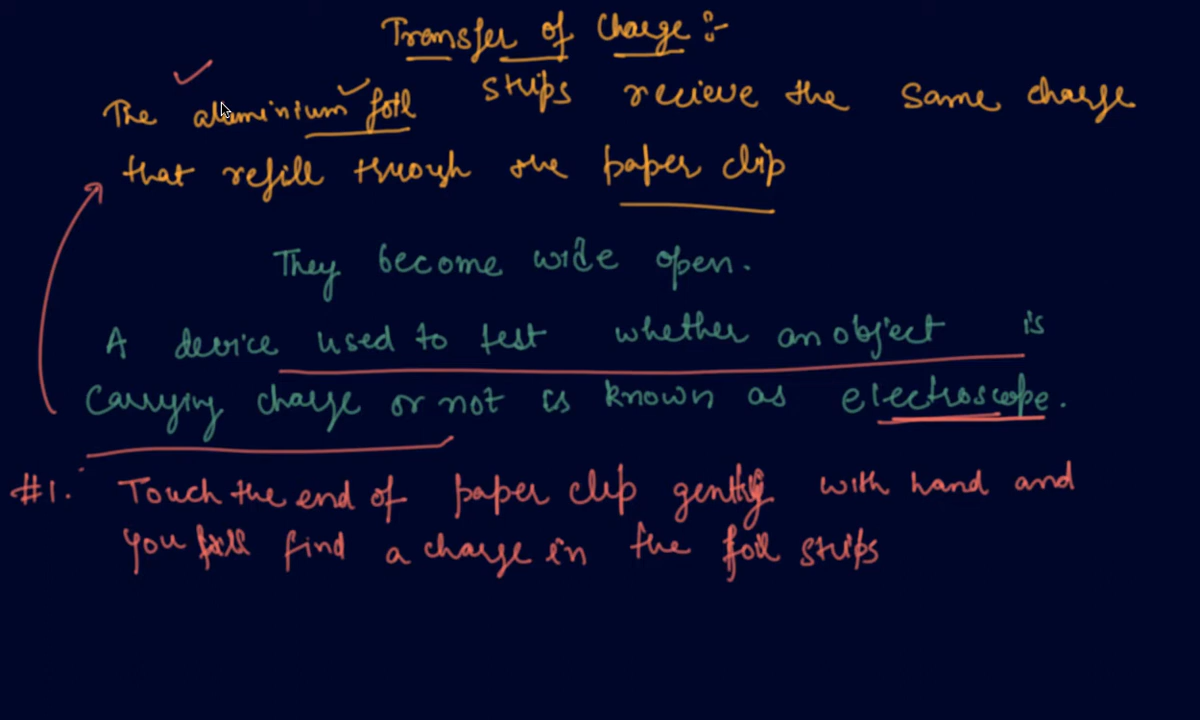 Transfer of Charge :-
The aluminium foil strips recieve the same charge
that refill through the paper clip
They become wide open.
A device used to test whether an object is
Carrying charge or not is known as electroscope.
#1. Touch the end of paper clip gently with hand and
you find a charge in the foil strips